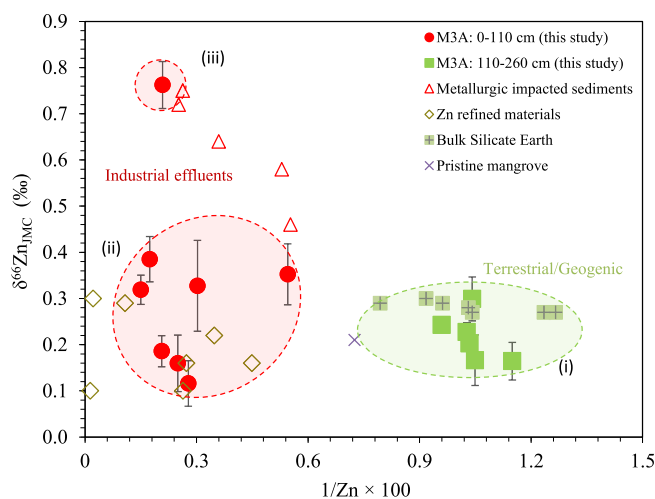 0.9
0.8
0.7
0.6
0.5
0.4
0.3
0.2
0.1
0.0
δ⁶⁶Zn_JMC (‰)
(iii)
Industrial effluents
(ii)
M3A: 0-110 cm (this study)
M3A: 110-260 cm (this study)
Metallurgic impacted sediments
Zn refined materials
Bulk Silicate Earth
Pristine mangrove
Terrestrial/Geogenic
(i)
0 0.3 0.6 0.9 1.2 1.5
1/Zn × 100